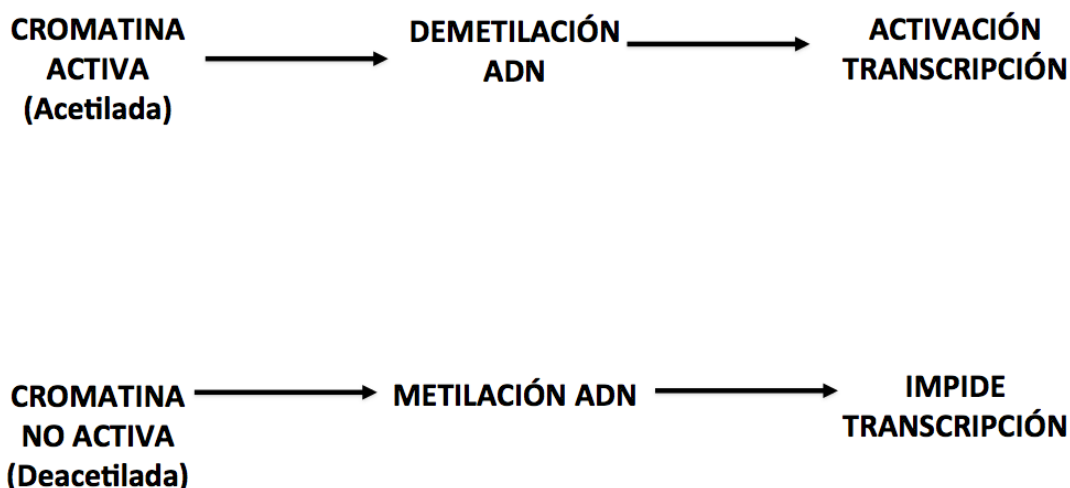 CROMATINA
ACTIVA
(Acetilada)
DEMETILACIÓN
ADN
ACTIVACIÓN
TRANSCRIPCIÓN
CROMATINA
NO ACTIVA
(Deacetilada)
METILACIÓN ADN
IMPIDE
TRANSCRIPCIÓN